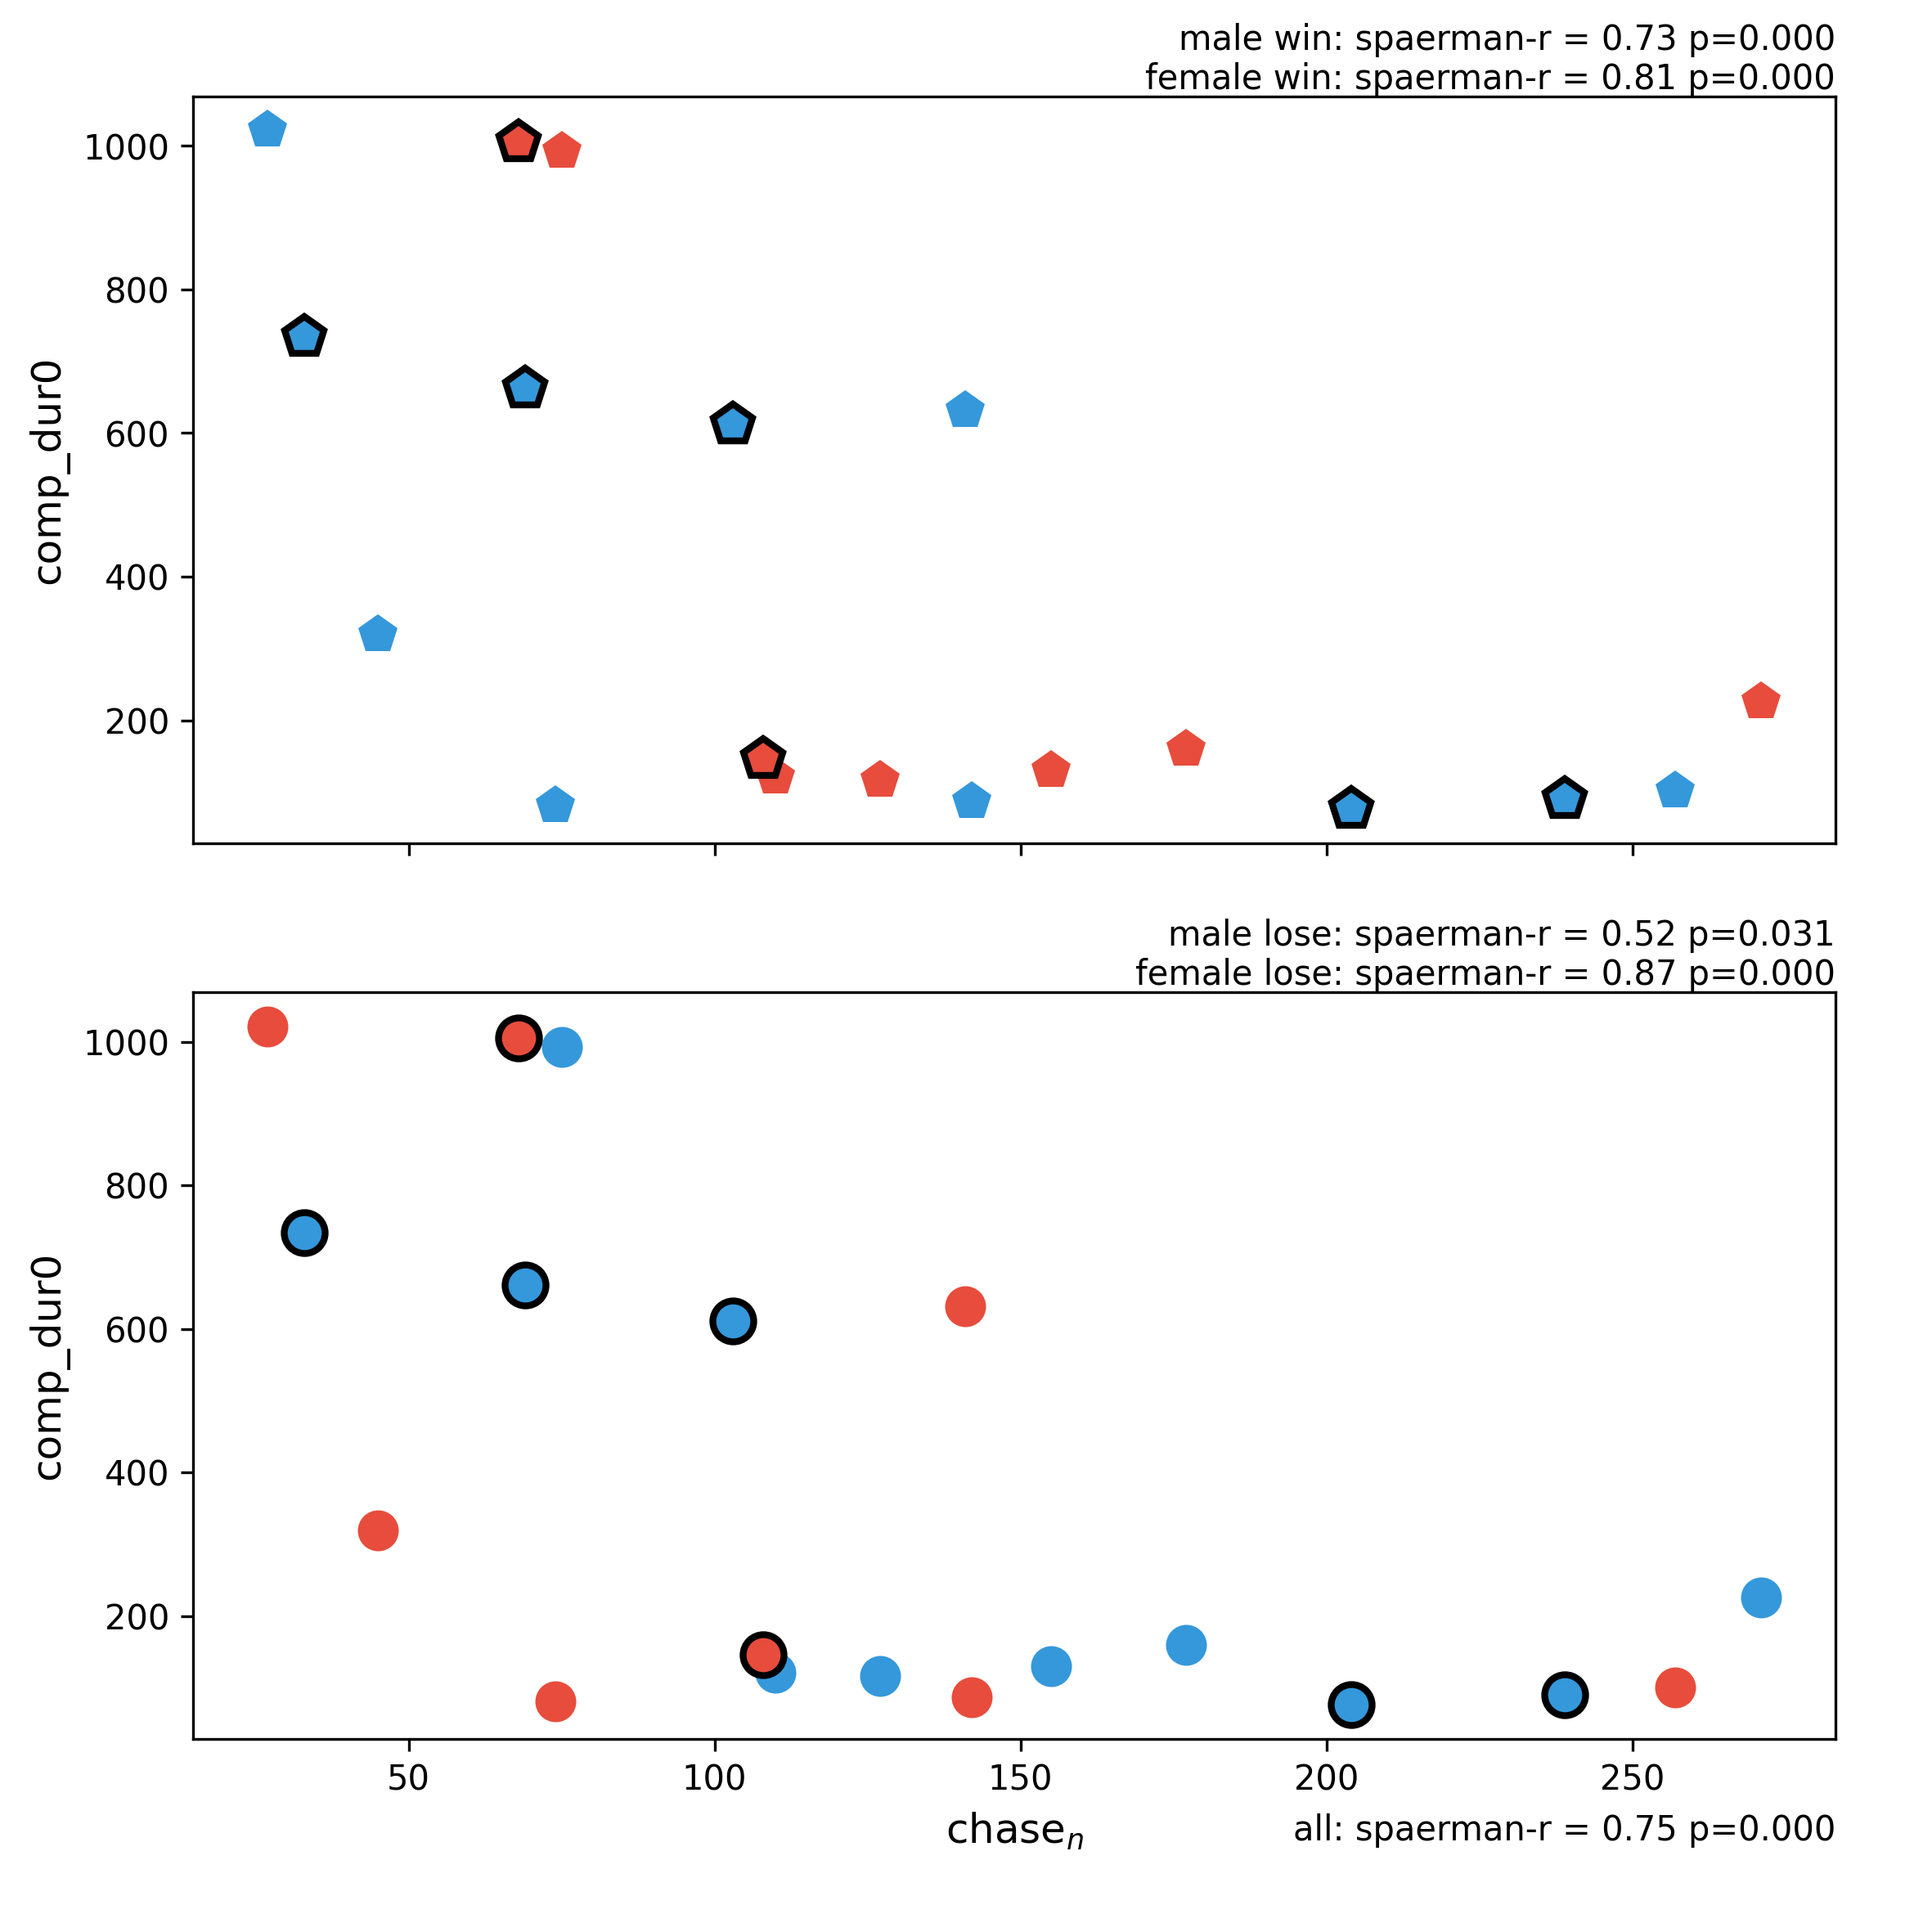 male win: spaerman-r = 0.73 p=0.000
female win: spaerman-r = 0.81 p=0.000
1000
800
600
400
200
comp_dur0
male lose: spaerman-r = 0.52 p=0.031
female lose: spaerman-r = 0.87 p=0.000
1000
800
600
400
200
comp_dur0
50 100 150 200 250
chaseₙ
all: spaerman-r = 0.75 p=0.000